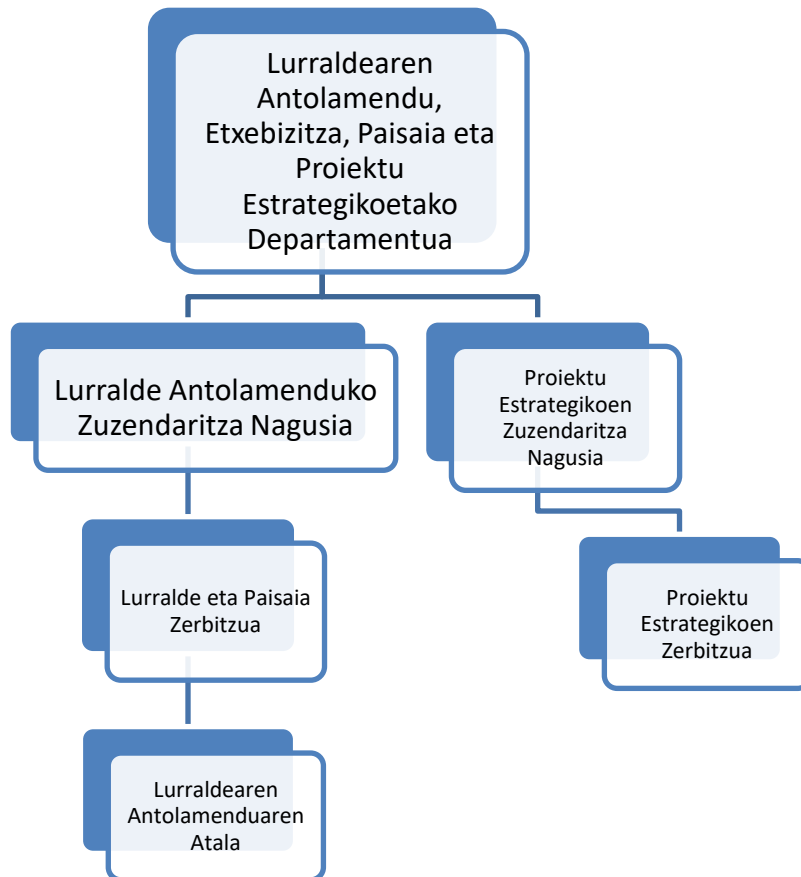 Lurraldearen
Antolamendu,
Etxebizitza, Paisaia eta
Proiektu
Estrategikoetako
Departamentua
Lurralde Antolamenduko
Zuzendaritza Nagusia
Proiektu
Estrategikoen
Zuzendaritza
Nagusia
Lurralde eta Paisaia
Zerbitzua
Proiektu
Estrategikoen
Zerbitzua
Lurraldearen
Antolamenduaren
Atala